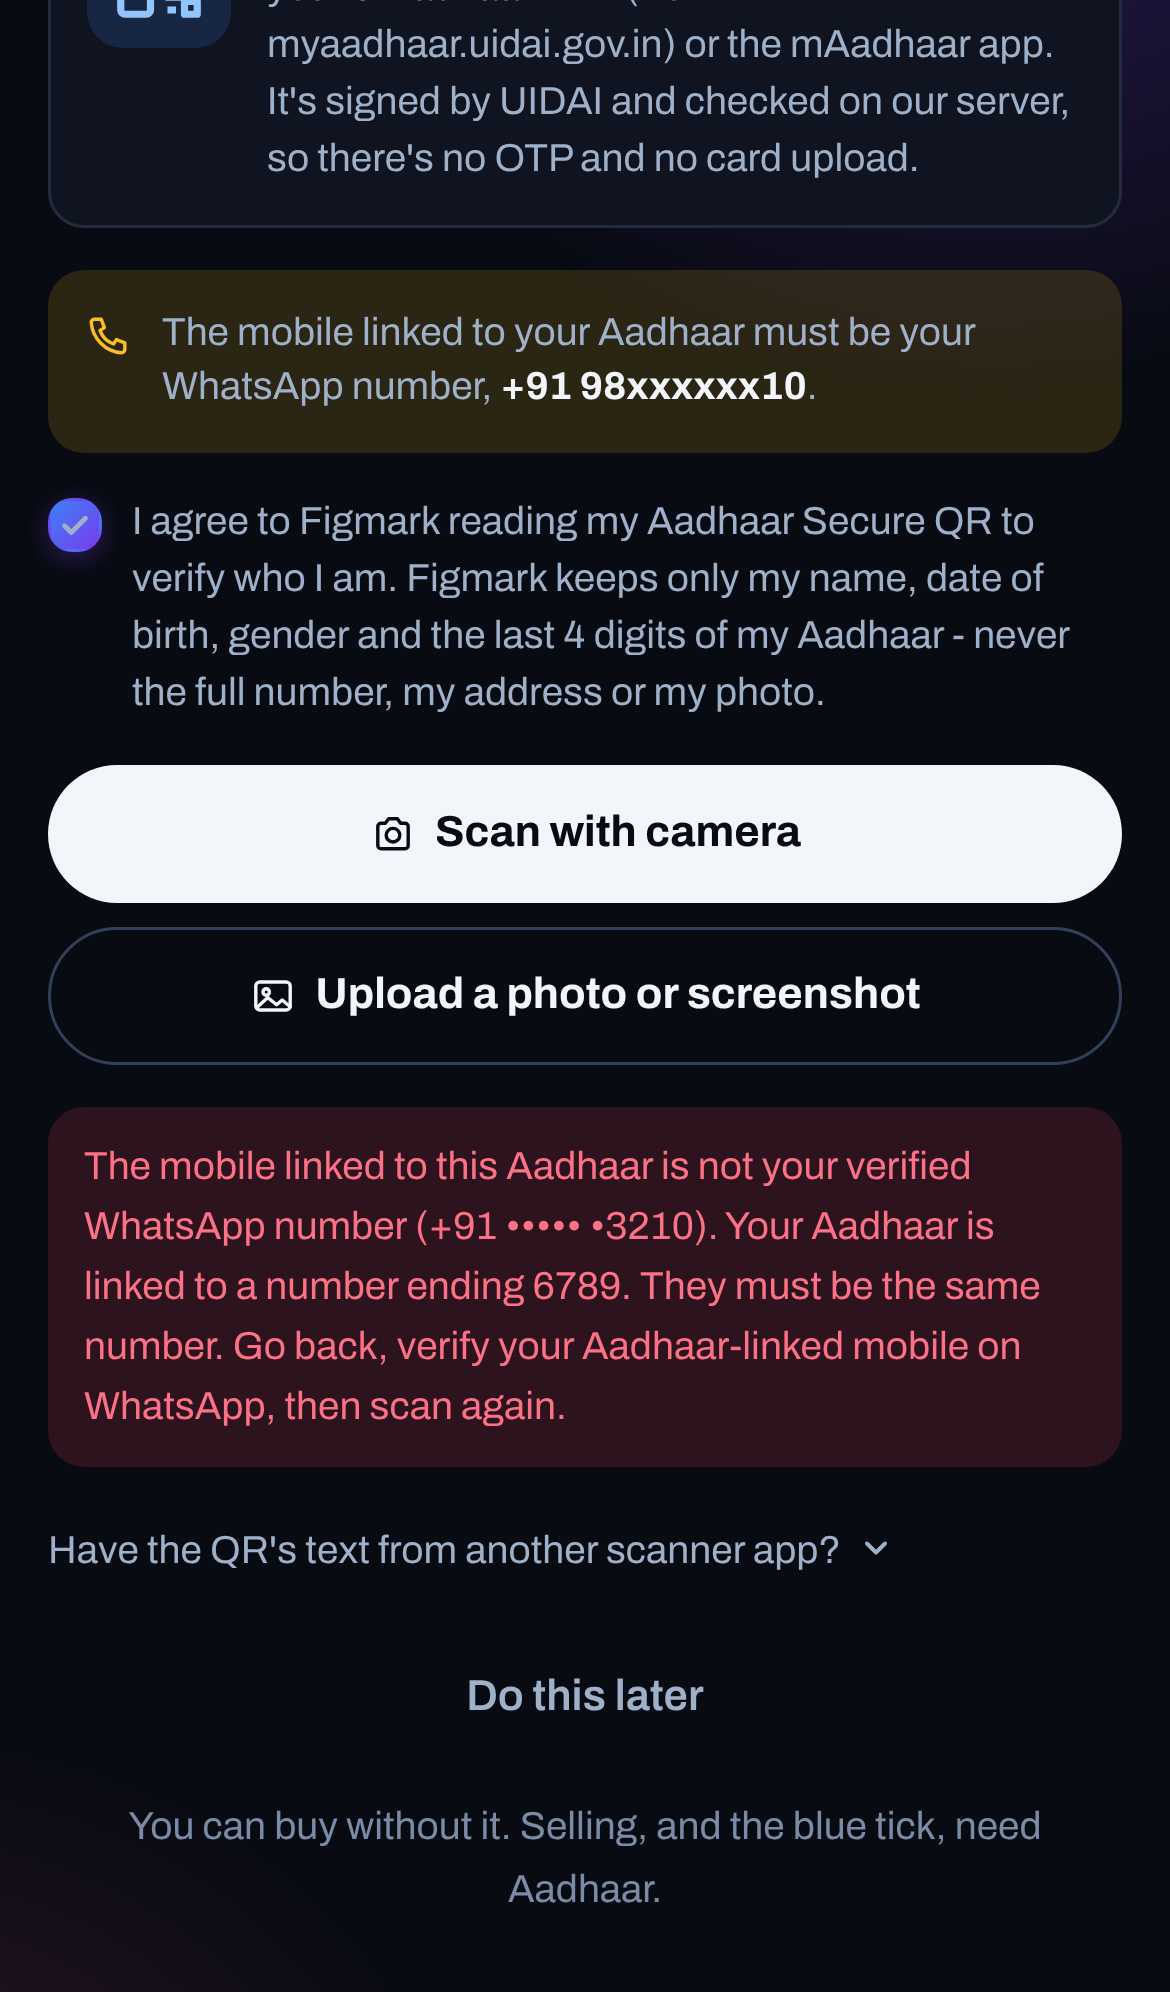 myaadhaar.uidai.gov.in) or the mAadhaar app.
It's signed by UIDAI and checked on our server,
so there's no OTP and no card upload.
The mobile linked to your Aadhaar must be your
WhatsApp number, +91 98xxxxxx10.
I agree to Figmark reading my Aadhaar Secure QR to
verify who I am. Figmark keeps only my name, date of
birth, gender and the last 4 digits of my Aadhaar - never
the full number, my address or my photo.
Scan with camera
Upload a photo or screenshot
The mobile linked to this Aadhaar is not your verified
WhatsApp number (+91 ••••• •3210). Your Aadhaar is
linked to a number ending 6789. They must be the same
number. Go back, verify your Aadhaar-linked mobile on
WhatsApp, then scan again.
Have the QR's text from another scanner app?
Do this later
You can buy without it. Selling, and the blue tick, need
Aadhaar.